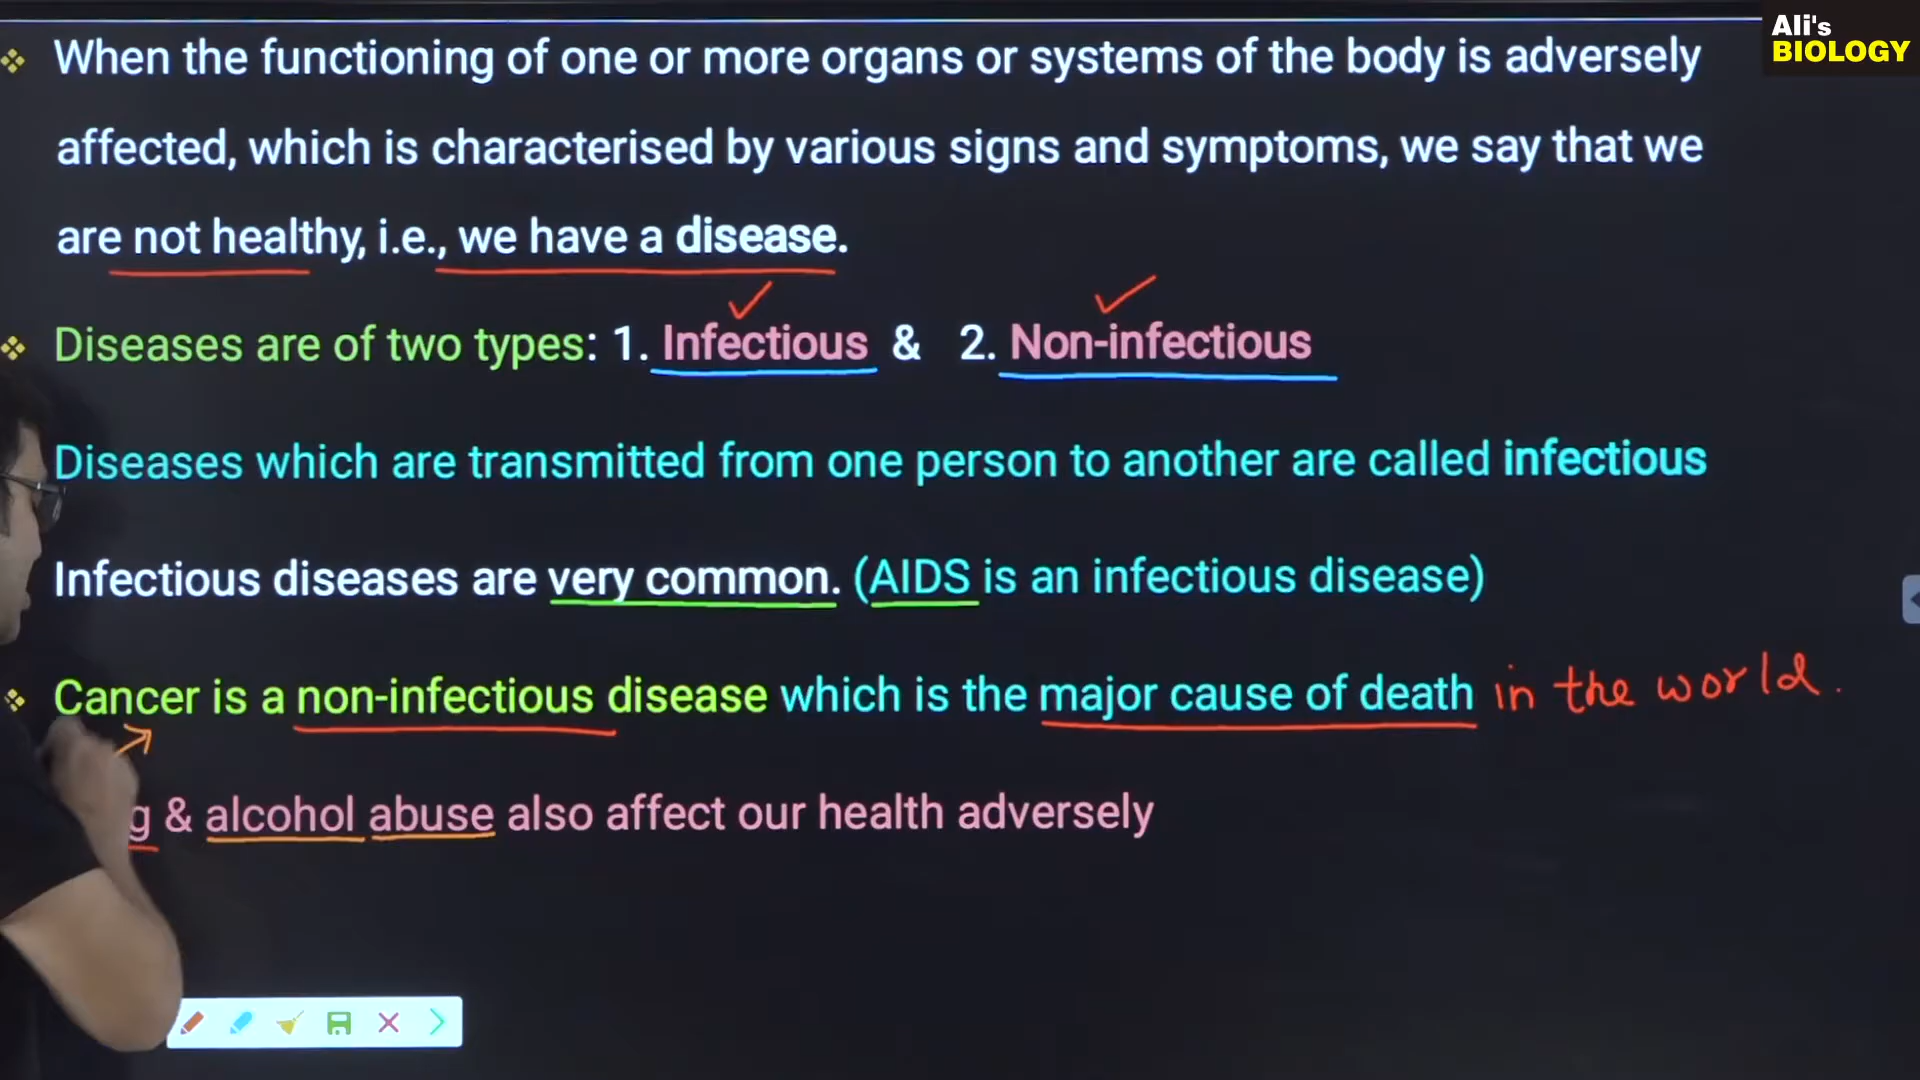 Ali's
BIOLOGY
When the functioning of one or more organs or systems of the body is adversely
affected, which is characterised by various signs and symptoms, we say that we
are not healthy, i.e., we have a disease.
Diseases are of two types: 1. Infectious & 2. Non-infectious
Diseases which are transmitted from one person to another are called infectious
Infectious diseases are very common. (AIDS is an infectious disease)
Cancer is a non-infectious disease which is the major cause of death in the world.
& alcohol abuse also affect our health adversely